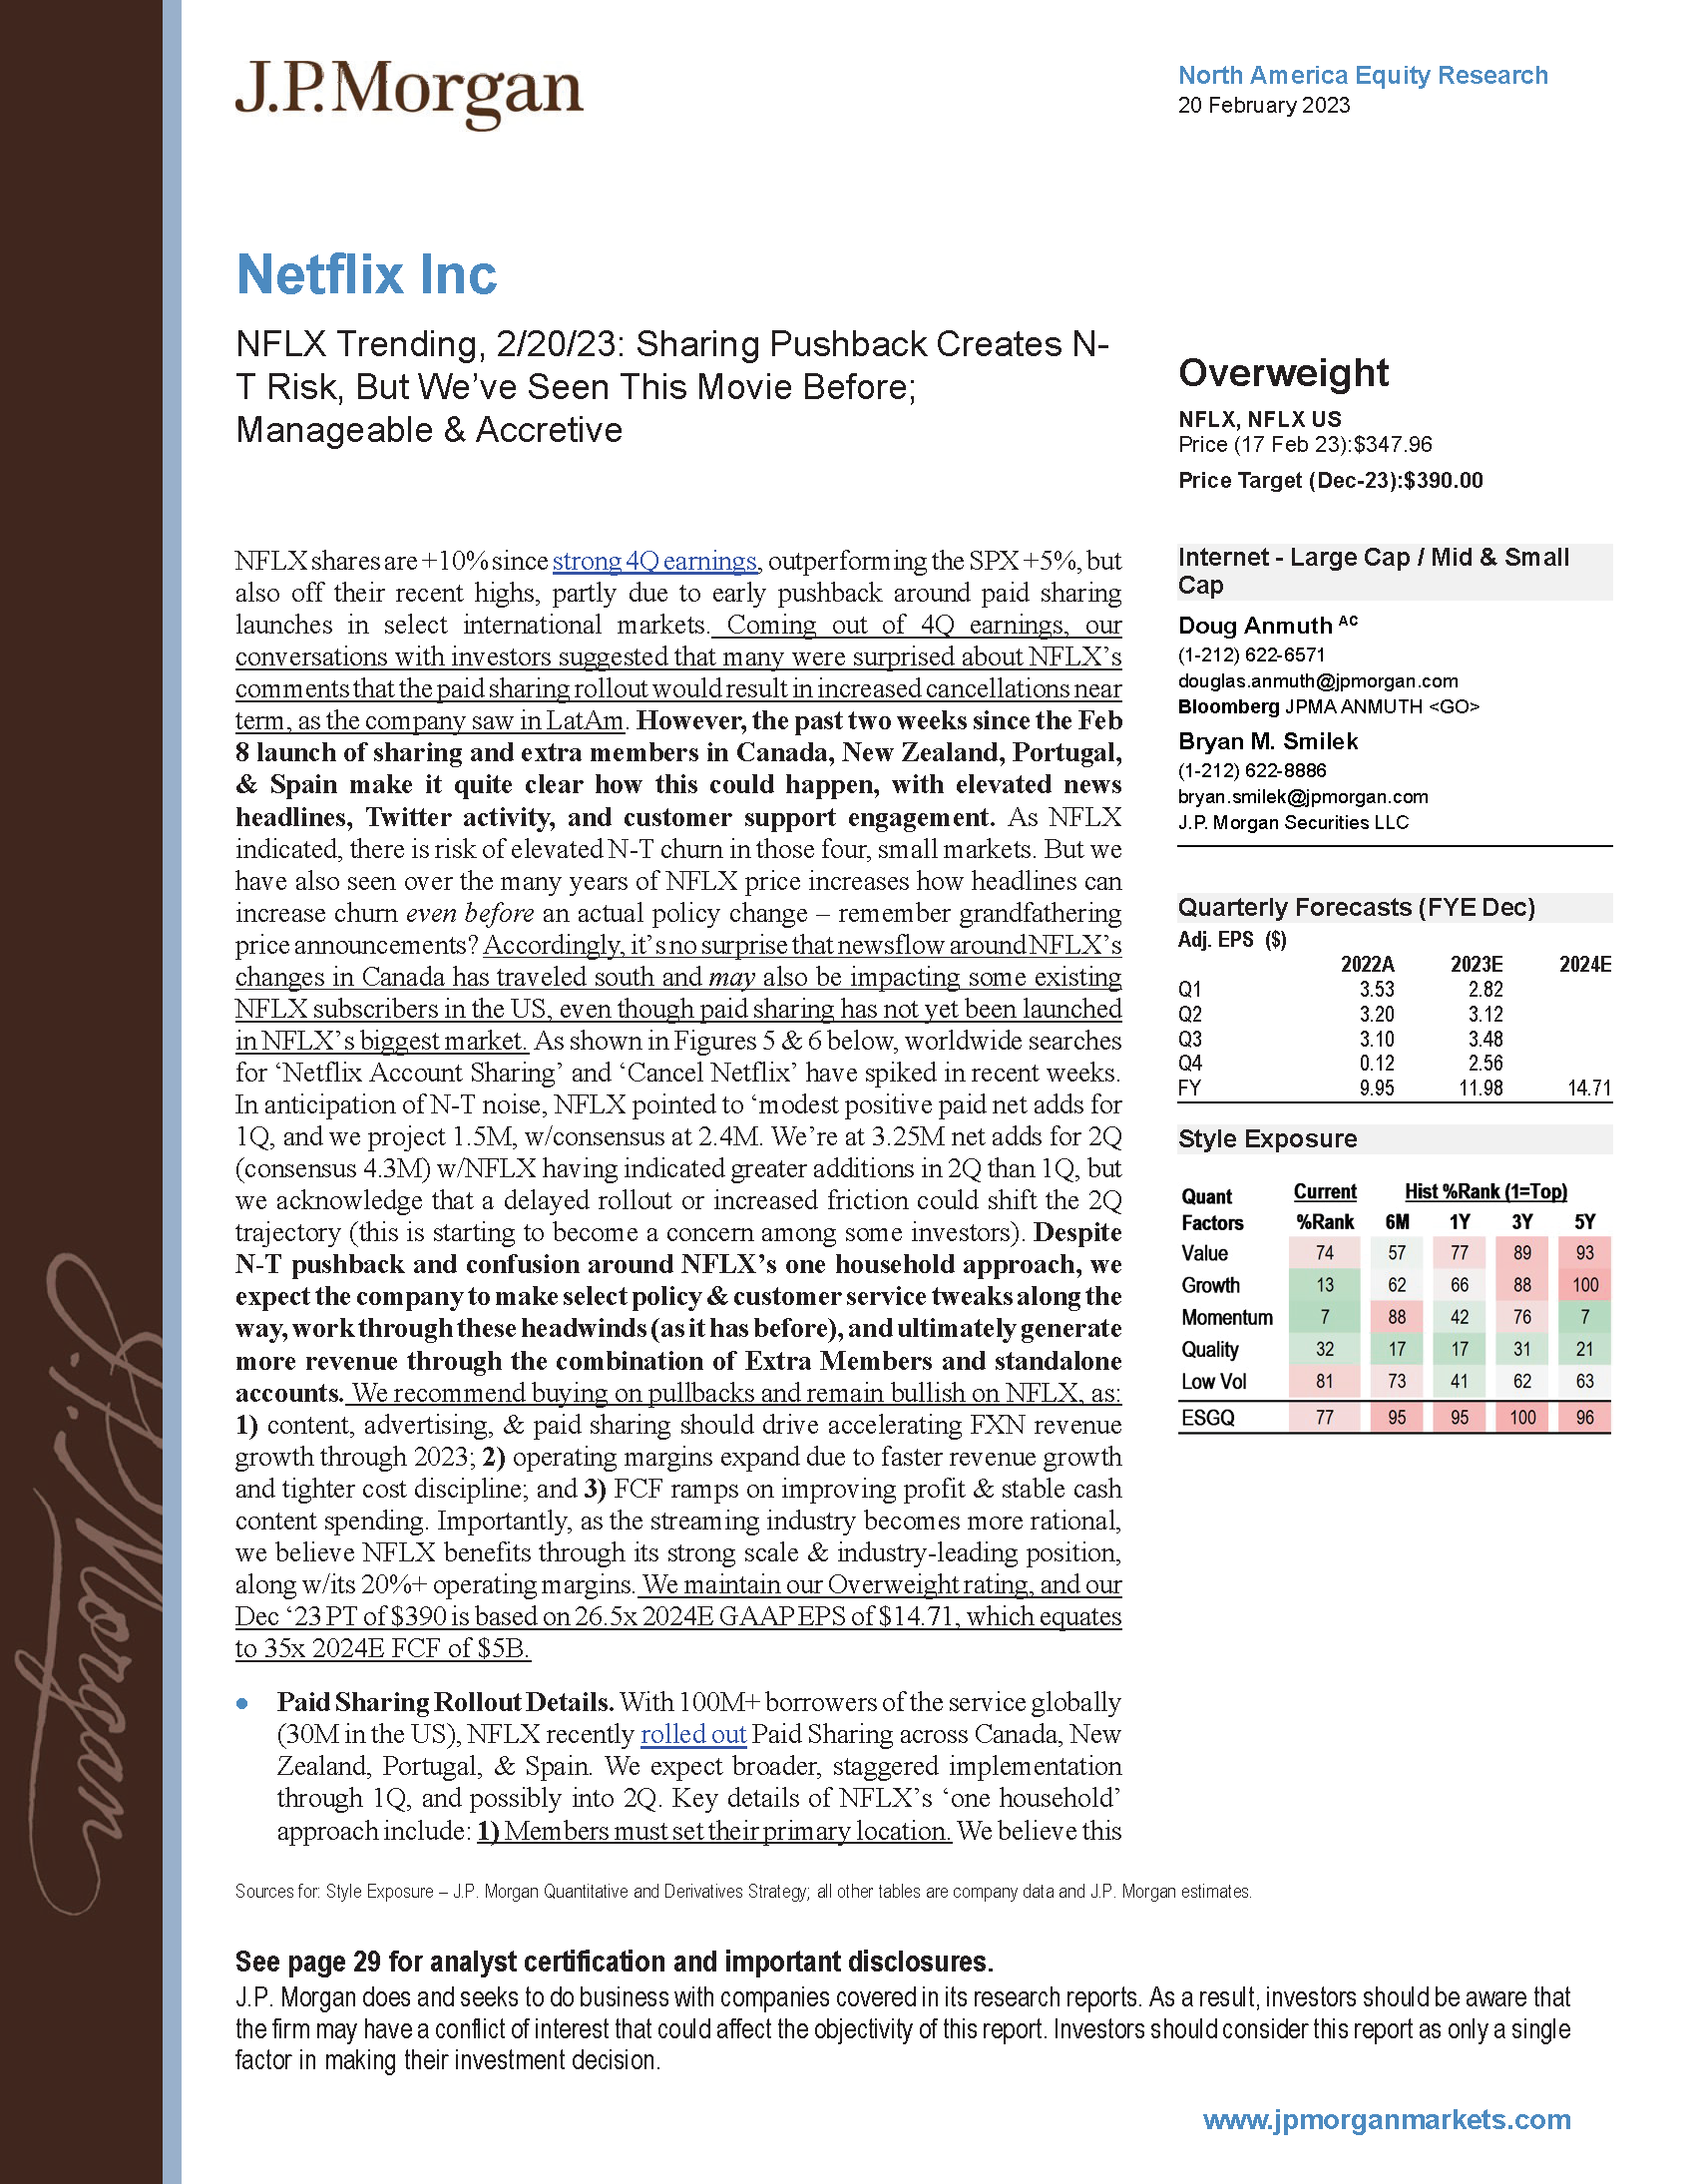 J.P.Morgan
North America Equity Research
20 February 2023
Netflix Inc
NFLX Trending, 2/20/23: Sharing Pushback Creates N-
T Risk, But We’ve Seen This Movie Before;
Manageable & Accretive
NFLX shares are +10% since strong 4Q earnings, outperforming the SPX +5%, but
also off their recent highs, partly due to early pushback around paid sharing
launches in select international markets. Coming out of 4Q earnings, our
conversations with investors suggested that many were surprised about NFLX’s
comments that the paid sharing rollout would result in increased cancellations near
term, as the company saw in LatAm. However, the past two weeks since the Feb
8 launch of sharing and extra members in Canada, New Zealand, Portugal,
& Spain make it quite clear how this could happen, with elevated news
headlines, Twitter activity, and customer support engagement. As NFLX
indicated, there is risk of elevated N-T churn in those four, small markets. But we
have also seen over the many years of NFLX price increases how headlines can
increase churn even before an actual policy change – remember grandfathering
price announcements? Accordingly, it’s no surprise that newsflow around NFLX’s
changes in Canada has traveled south and may also be impacting some existing
NFLX subscribers in the US, even though paid sharing has not yet been launched
in NFLX’s biggest market. As shown in Figures 5 & 6 below, worldwide searches
for ‘Netflix Account Sharing’ and ‘Cancel Netflix’ have spiked in recent weeks.
In anticipation of N-T noise, NFLX pointed to ‘modest positive paid net adds for
1Q, and we project 1.5M, w/consensus at 2.4M. We’re at 3.25M net adds for 2Q
(consensus 4.3M) w/NFLX having indicated greater additions in 2Q than 1Q, but
we acknowledge that a delayed rollout or increased friction could shift the 2Q
trajectory (this is starting to become a concern among some investors). Despite
N-T pushback and confusion around NFLX’s one household approach, we
expect the company to make select policy & customer service tweaks along the
way, work through these headwinds (as it has before), and ultimately generate
more revenue through the combination of Extra Members and standalone
accounts. We recommend buying on pullbacks and remain bullish on NFLX, as:
1) content, advertising, & paid sharing should drive accelerating FXN revenue
growth through 2023; 2) operating margins expand due to faster revenue growth
and tighter cost discipline; and 3) FCF ramps on improving profit & stable cash
content spending. Importantly, as the streaming industry becomes more rational,
we believe NFLX benefits through its strong scale & industry-leading position,
along w/its 20%+ operating margins. We maintain our Overweight rating, and our
Dec ‘23 PT of $390 is based on 26.5x 2024E GAAP EPS of $14.71, which equates
to 35x 2024E FCF of $5B.
● Paid Sharing Rollout Details. With 100M+ borrowers of the service globally
(30M in the US), NFLX recently rolled out Paid Sharing across Canada, New
Zealand, Portugal, & Spain. We expect broader, staggered implementation
through 1Q, and possibly into 2Q. Key details of NFLX’s ‘one household’
approach include: 1) Members must set their primary location. We believe this
Overweight
NFLX, NFLX US
Price (17 Feb 23):$347.96
Price Target (Dec-23):$390.00
Internet - Large Cap / Mid & Small
Cap
Doug Anmuth AC
(1-212) 622-6571
douglas.anmuth@jpmorgan.com
Bloomberg JPMA ANMUTH <GO>
Bryan M. Smilek
(1-212) 622-8886
bryan.smilek@jpmorgan.com
J.P. Morgan Securities LLC
Quarterly Forecasts (FYE Dec)
Adj. EPS ($)
2022A 2023E 2024E
Q1 3.53 2.82
Q2 3.20 3.12
Q3 3.10 3.48
Q4 0.12 2.56
FY 9.95 11.98 14.71
Style Exposure
Quant Current Hist %Rank (1=Top)
Factors %Rank 6M 1Y 3Y 5Y
Value 74 57 77 89 93
Growth 13 62 66 88 100
Momentum 7 88 42 76 7
Quality 32 17 17 31 21
Low Vol 81 73 41 62 63
ESGQ 77 95 95 100 96
J.P. Morgan
Sources for: Style Exposure – J.P. Morgan Quantitative and Derivatives Strategy; all other tables are company data and J.P. Morgan estimates.
See page 29 for analyst certification and important disclosures.
J.P. Morgan does and seeks to do business with companies covered in its research reports. As a result, investors should be aware that
the firm may have a conflict of interest that could affect the objectivity of this report. Investors should consider this report as only a single
factor in making their investment decision.
www.jpmorganmarkets.com